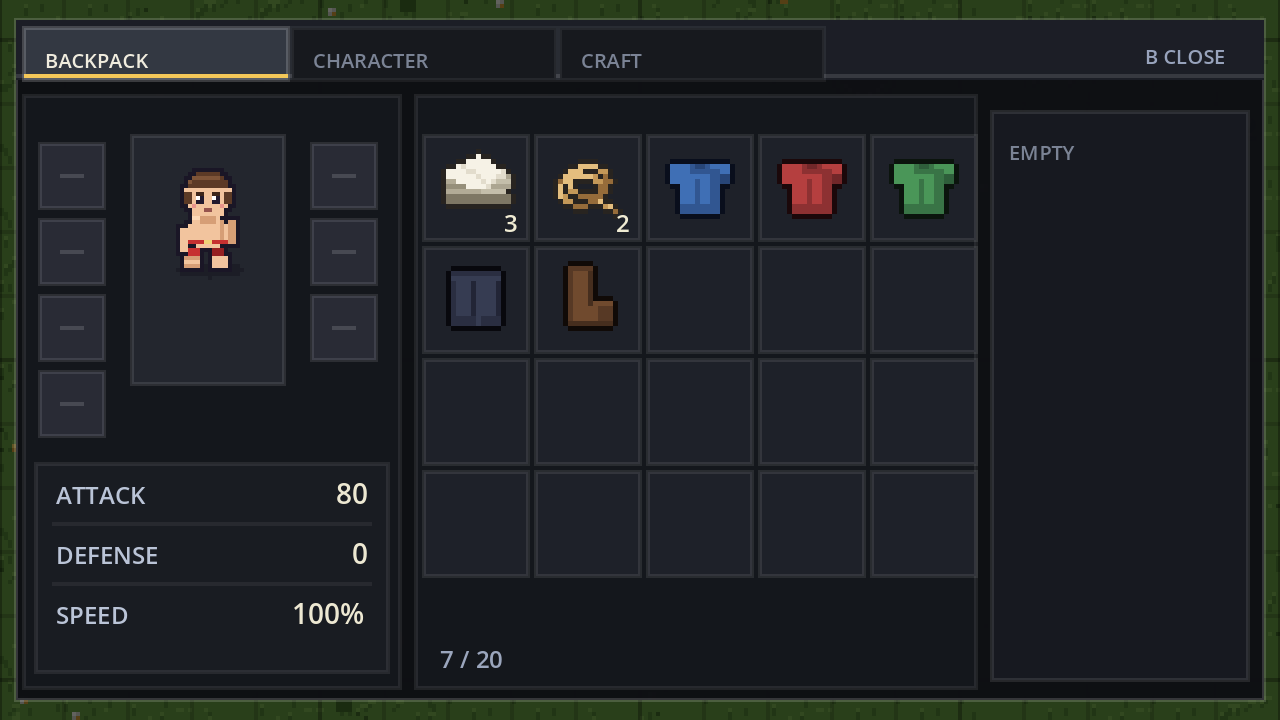 BACKPACK
CHARACTER
CRAFT
B CLOSE
3
2
EMPTY
ATTACK 80
DEFENSE 0
SPEED 100%
7 / 20